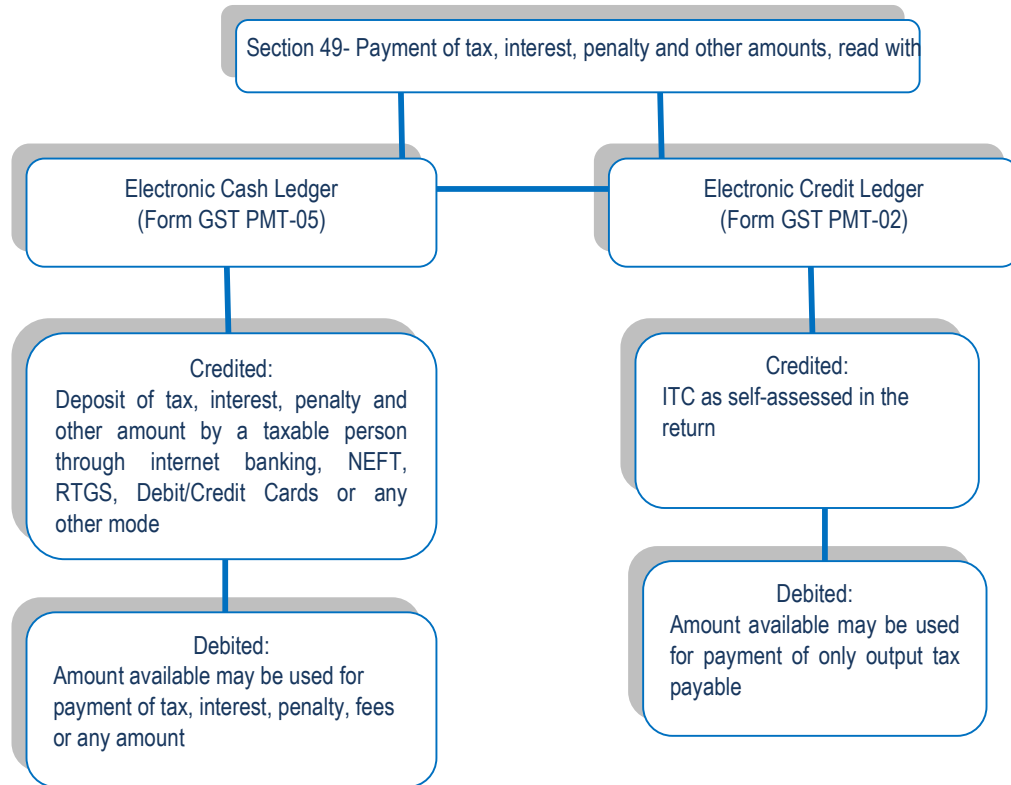 Section 49- Payment of tax, interest, penalty and other amounts, read with
Electronic Cash Ledger
(Form GST PMT-05)
Electronic Credit Ledger
(Form GST PMT-02)
Credited:
Deposit of tax, interest, penalty and
other amount by a taxable person
through internet banking, NEFT,
RTGS, Debit/Credit Cards or any
other mode
Credited:
ITC as self-assessed in the
return
Debited:
Amount available may be used for
payment of tax, interest, penalty, fees
or any amount
Debited:
Amount available may be used
for payment of only output tax
payable